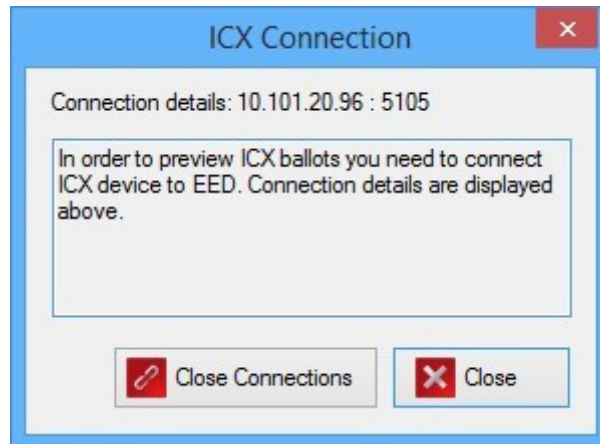 ICX Connection
Connection details: 10.101.20.96 : 5105
In order to preview ICX ballots you need to connect
ICX device to EED. Connection details are displayed
above.
Close Connections
Close